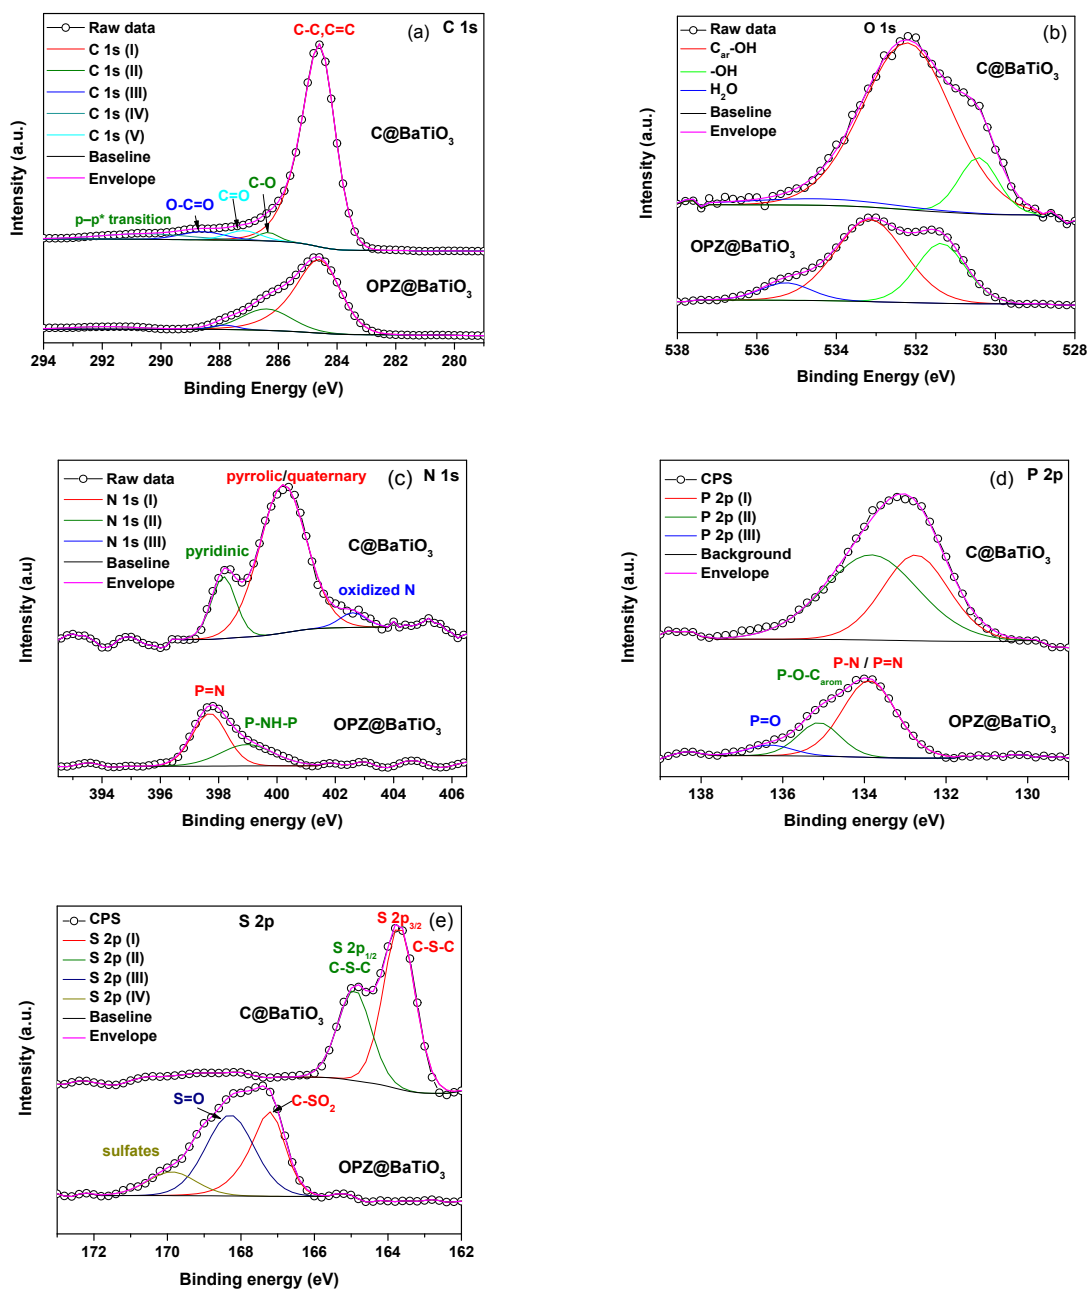 Raw data
C 1s (I)
C 1s (II)
C 1s (III)
C 1s (IV)
C 1s (V)
Baseline
Envelope
C-C,C=C
(a) C 1s
C@BaTiO3
C-O
C=O
O-C=O
p–p* transition
OPZ@BaTiO3
294 292 290 288 286 284 282 280
Binding Energy (eV)
Intensity (a.u.)
Raw data
Car-OH
-OH
H2O
Baseline
Envelope
O 1s
(b)
C@BaTiO3
OPZ@BaTiO3
538 536 534 532 530 528
Binding Energy (eV)
Intensity (a.u.)
Raw data
N 1s (I)
N 1s (II)
N 1s (III)
Baseline
Envelope
pyrrolic/quaternary
(c) N 1s
pyridinic
C@BaTiO3
oxidized N
P=N
P-NH-P
OPZ@BaTiO3
394 396 398 400 402 404 406
Binding energy (eV)
Intensity (a.u)
CPS
P 2p (I)
P 2p (II)
P 2p (III)
Background
Envelope
(d) P 2p
C@BaTiO3
P-N / P=N
P-O-Carom
P=O
OPZ@BaTiO3
138 136 134 132 130
Binding energy (eV)
Intensity (a.u.)
CPS
S 2p (I)
S 2p (II)
S 2p (III)
S 2p (IV)
Baseline
Envelope
S 2p
(e)
S 2p3/2
C-S-C
S 2p1/2
C-S-C
C@BaTiO3
S=O
C-SO2
sulfates
OPZ@BaTiO3
172 170 168 166 164 162
Binding energy (eV)
Intensity (a.u.)